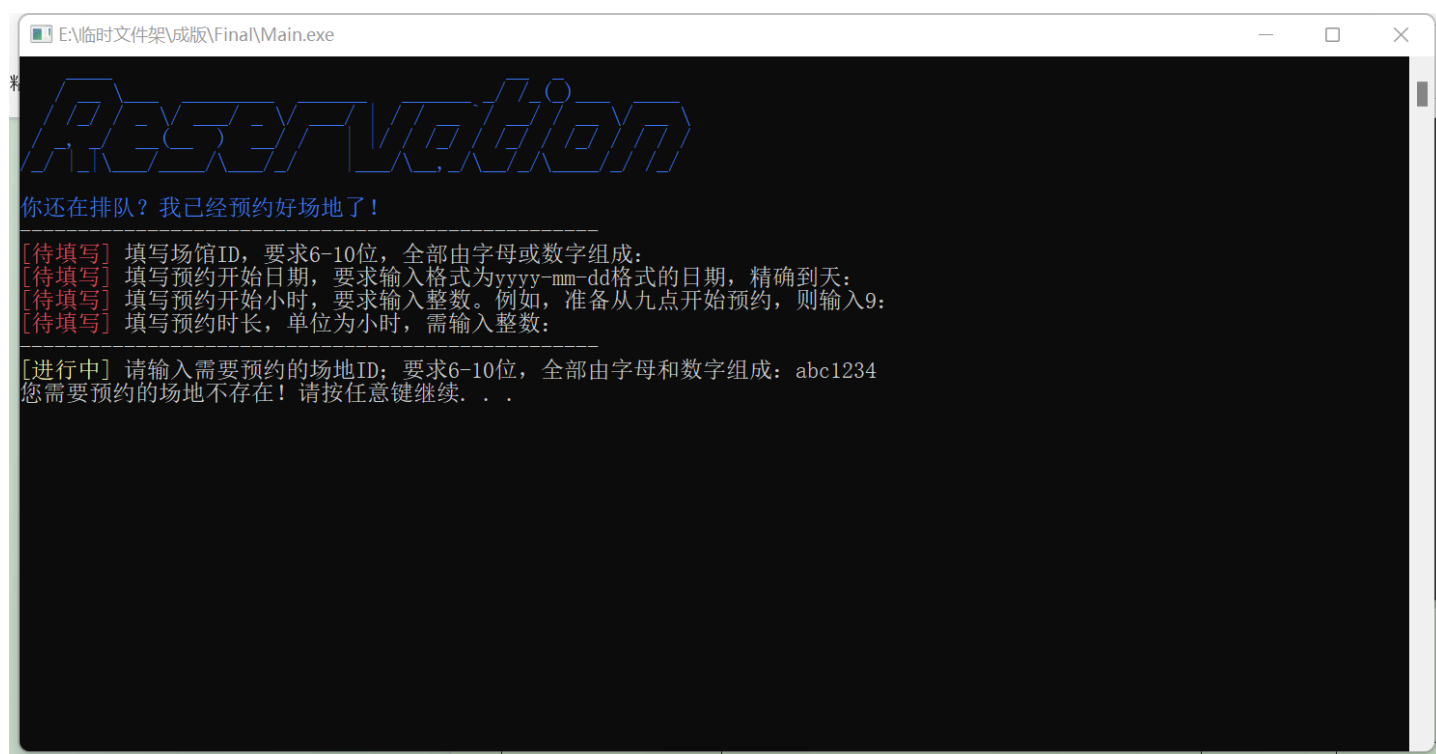 E:\临时文件架\成版\Final\Main.exe
Reservation
你还在排队？我已经预约好场地了！
--------------------------------------------------
[待填写] 填写场馆ID，要求6-10位，全部由字母或数字组成：
[待填写] 填写预约开始日期，要求输入格式为yyyy-mm-dd格式的日期，精确到天：
[待填写] 填写预约开始小时，要求输入整数。例如，准备从九点开始预约，则输入9：
[待填写] 填写预约时长，单位为小时，需输入整数：
--------------------------------------------------
[进行中] 请输入需要预约的场地ID；要求6-10位，全部由字母和数字组成：abc1234
您需要预约的场地不存在！请按任意键继续. . .